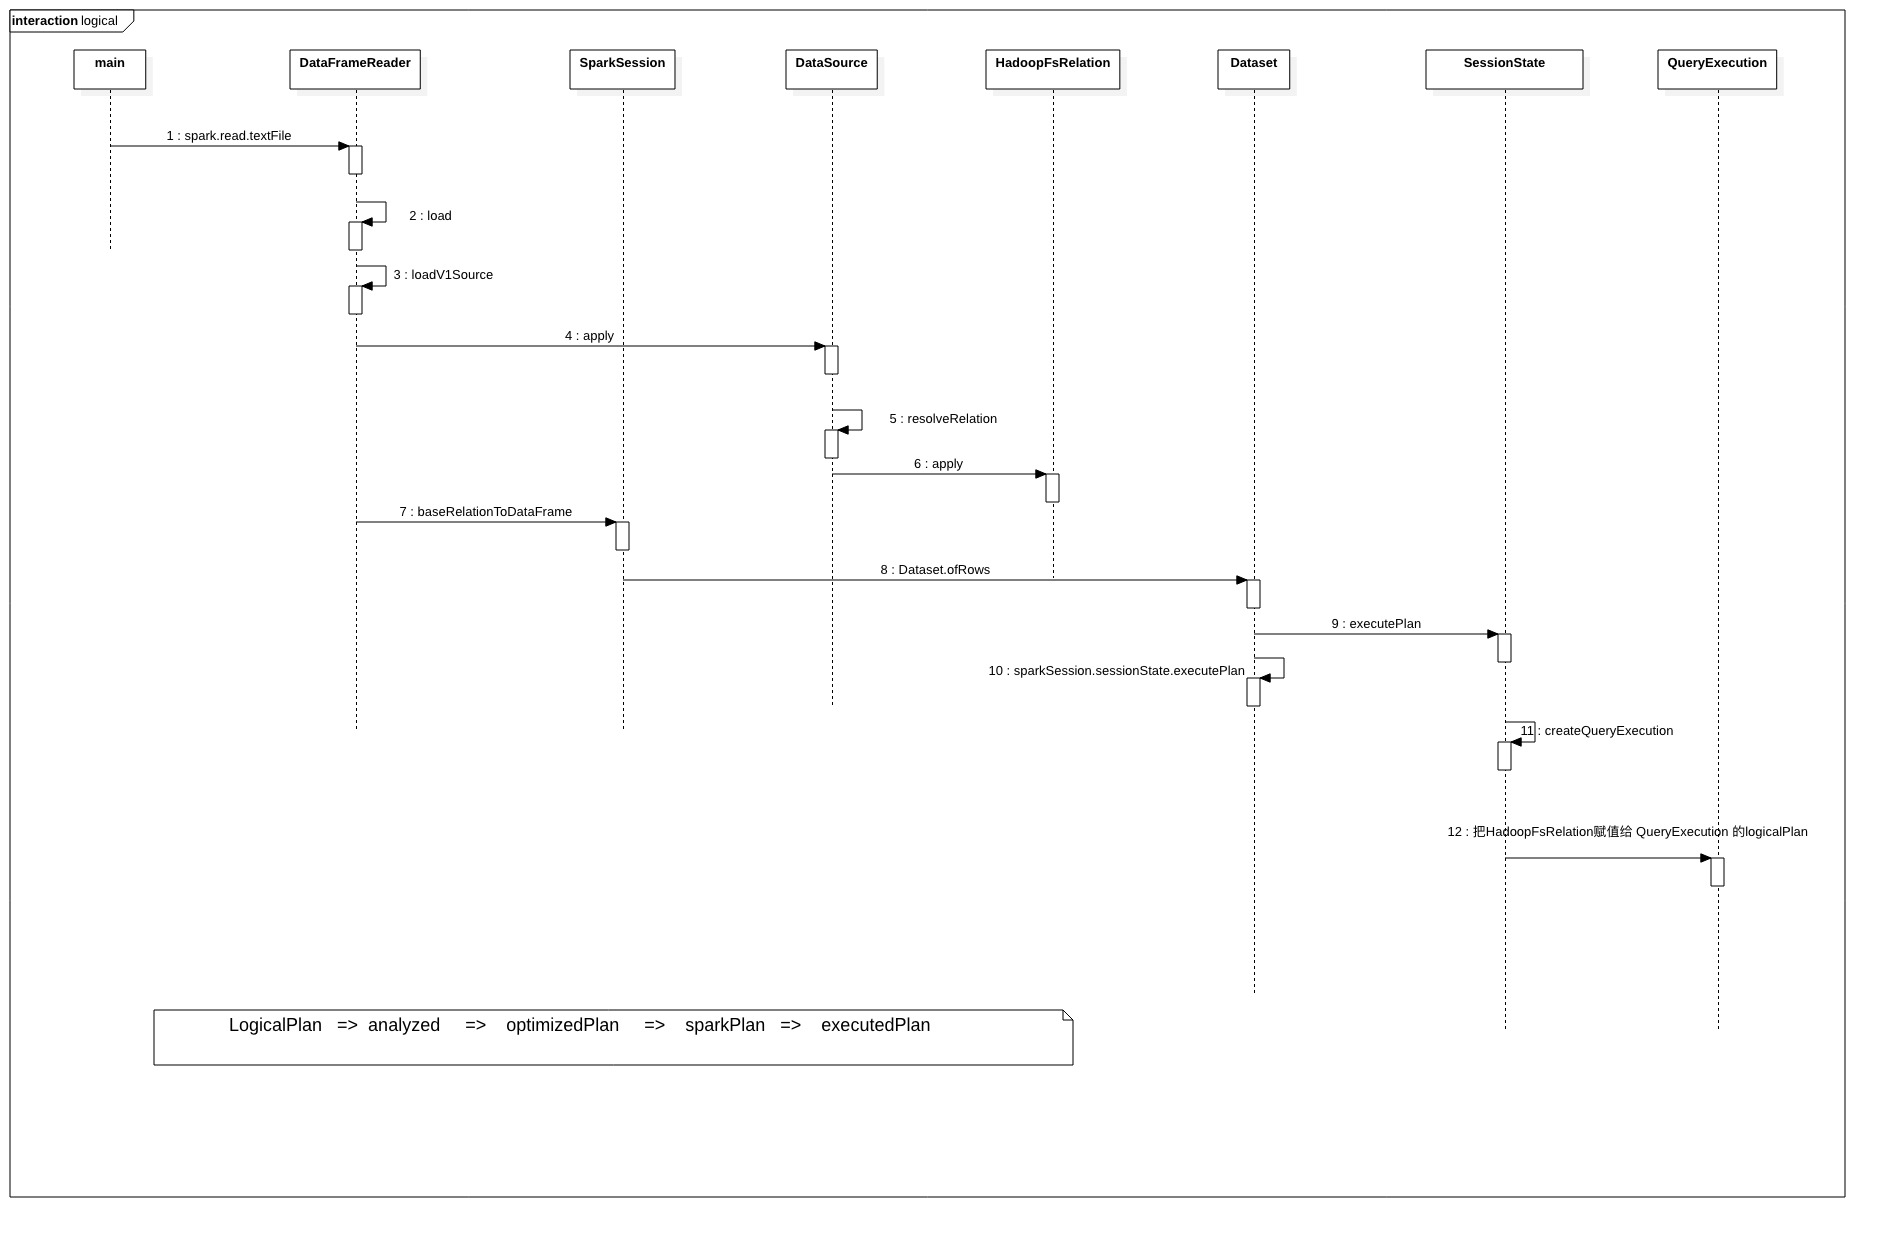 interaction logical
main
DataFrameReader
SparkSession
DataSource
HadoopFsRelation
Dataset
SessionState
QueryExecution
1 : spark.read.textFile
2 : load
3 : loadV1Source
4 : apply
5 : resolveRelation
6 : apply
7 : baseRelationToDataFrame
8 : Dataset.ofRows
9 : executePlan
10 : sparkSession.sessionState.executePlan
11 : createQueryExecution
12 : 把HadoopFsRelation赋值给 QueryExecution 的logicalPlan
LogicalPlan => analyzed => optimizedPlan => sparkPlan => executedPlan